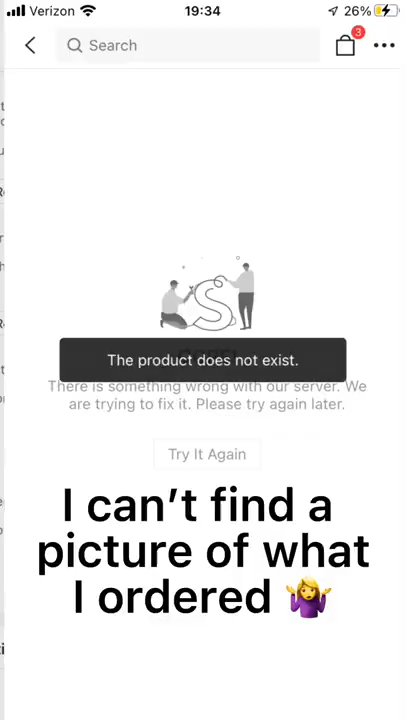 Verizon 19:34 26%
Search 3
S
The product does not exist.
There is something wrong with our server. We
are trying to fix it. Please try again later.
Try It Again
I can't find a
picture of what
I ordered 🤷‍♀️